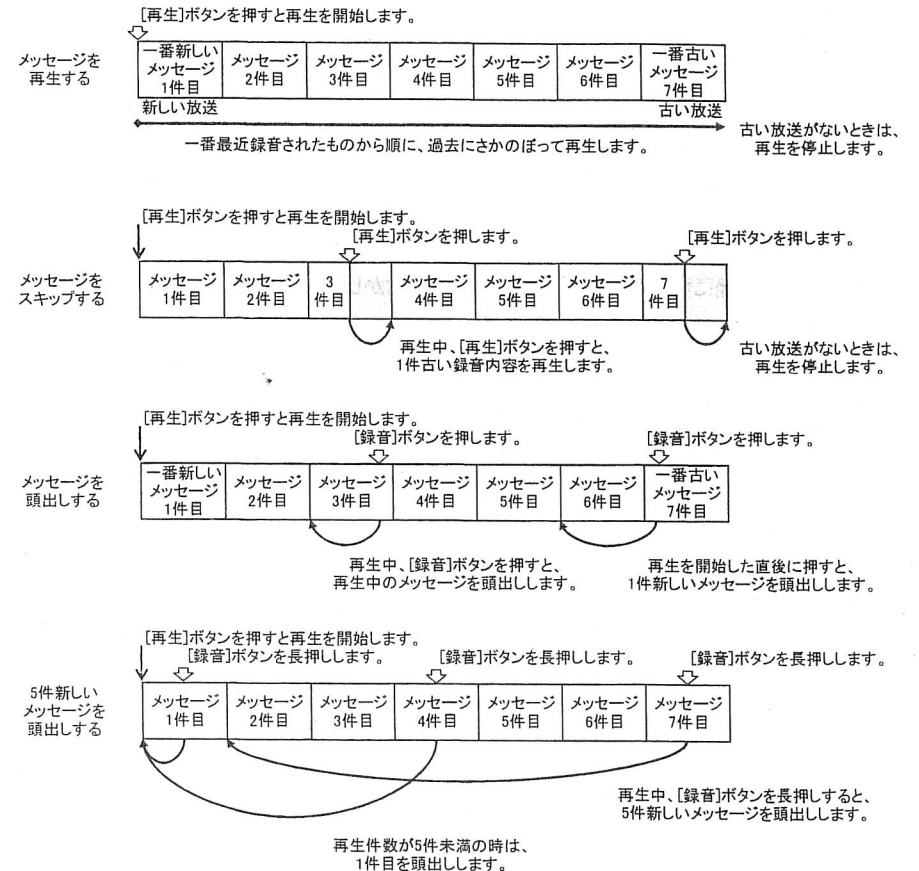 [再生]ボタンを押すと再生を開始します。
メッセージを
再生する
一番新しい
メッセージ
1件目
メッセージ
2件目
メッセージ
3件目
メッセージ
4件目
メッセージ
5件目
メッセージ
6件目
一番古い
メッセージ
7件目
新しい放送
古い放送
一番最近録音されたものから順に、過去にさかのぼって再生します。
古い放送がないときは、
再生を停止します。
[再生]ボタンを押すと再生を開始します。
[再生]ボタンを押します。
[再生]ボタンを押します。
メッセージを
スキップする
メッセージ
1件目
メッセージ
2件目
3
件目
メッセージ
4件目
メッセージ
5件目
メッセージ
6件目
7
件目
再生中、[再生]ボタンを押すと、
1件古い録音内容を再生します。
古い放送がないときは、
再生を停止します。
[再生]ボタンを押すと再生を開始します。
[録音]ボタンを押します。
[録音]ボタンを押します。
メッセージを
頭出しする
一番新しい
メッセージ
1件目
メッセージ
2件目
メッセージ
3件目
メッセージ
4件目
メッセージ
5件目
メッセージ
6件目
一番古い
メッセージ
7件目
再生中、[録音]ボタンを押すと、
再生中のメッセージを頭出しします。
再生を開始した直後に押すと、
1件新しいメッセージを頭出しします。
[再生]ボタンを押すと再生を開始します。
[録音]ボタンを長押しします。
[録音]ボタンを長押しします。
[録音]ボタンを長押しします。
5件新しい
メッセージを
頭出しする
メッセージ
1件目
メッセージ
2件目
メッセージ
3件目
メッセージ
4件目
メッセージ
5件目
メッセージ
6件目
メッセージ
7件目
再生中、[録音]ボタンを長押しすると、
5件新しいメッセージを頭出しします。
再生件数が5件未満の時は、
1件目を頭出しします。